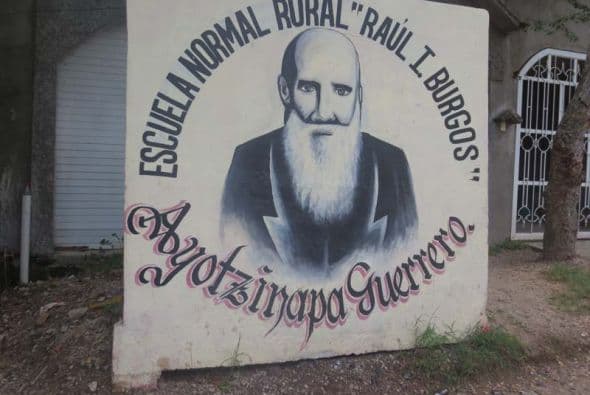 ESCUELA NORMAL RURAL "RAÚL I. BURGOS"
Ayotzinapa Guerrero.